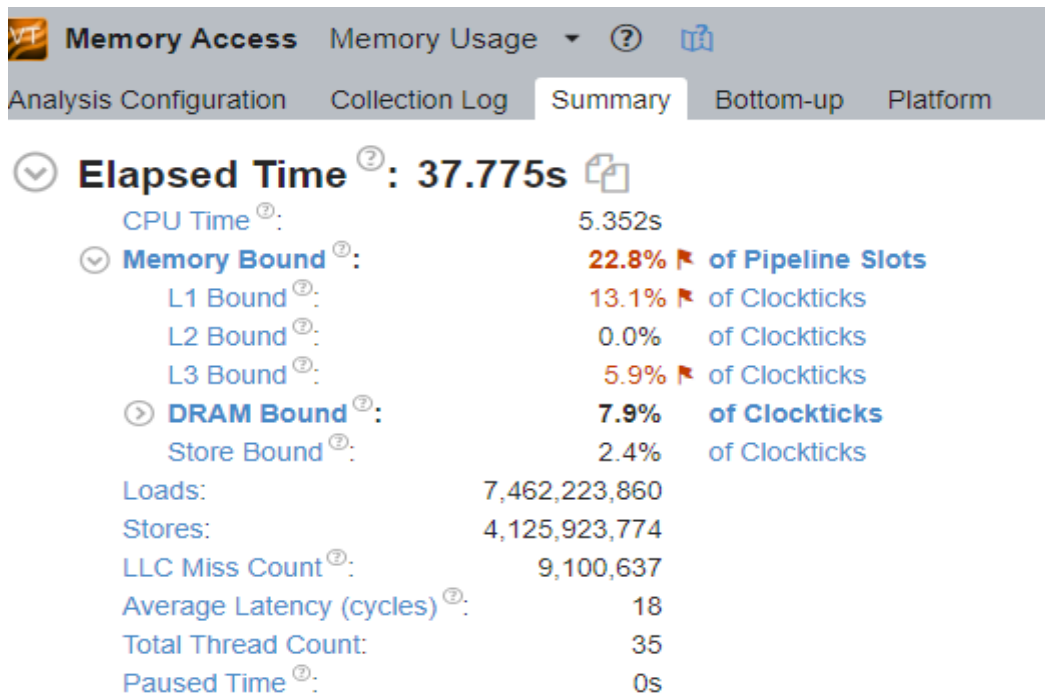 VT Memory Access Memory Usage ?
Analysis Configuration Collection Log Summary Bottom-up Platform
Elapsed Time ?: 37.775s
CPU Time ?: 5.352s
Memory Bound ?: 22.8% of Pipeline Slots
L1 Bound ?: 13.1% of Clockticks
L2 Bound ?: 0.0% of Clockticks
L3 Bound ?: 5.9% of Clockticks
DRAM Bound ?: 7.9% of Clockticks
Store Bound ?: 2.4% of Clockticks
Loads: 7,462,223,860
Stores: 4,125,923,774
LLC Miss Count ?: 9,100,637
Average Latency (cycles) ?: 18
Total Thread Count: 35
Paused Time ?: 0s